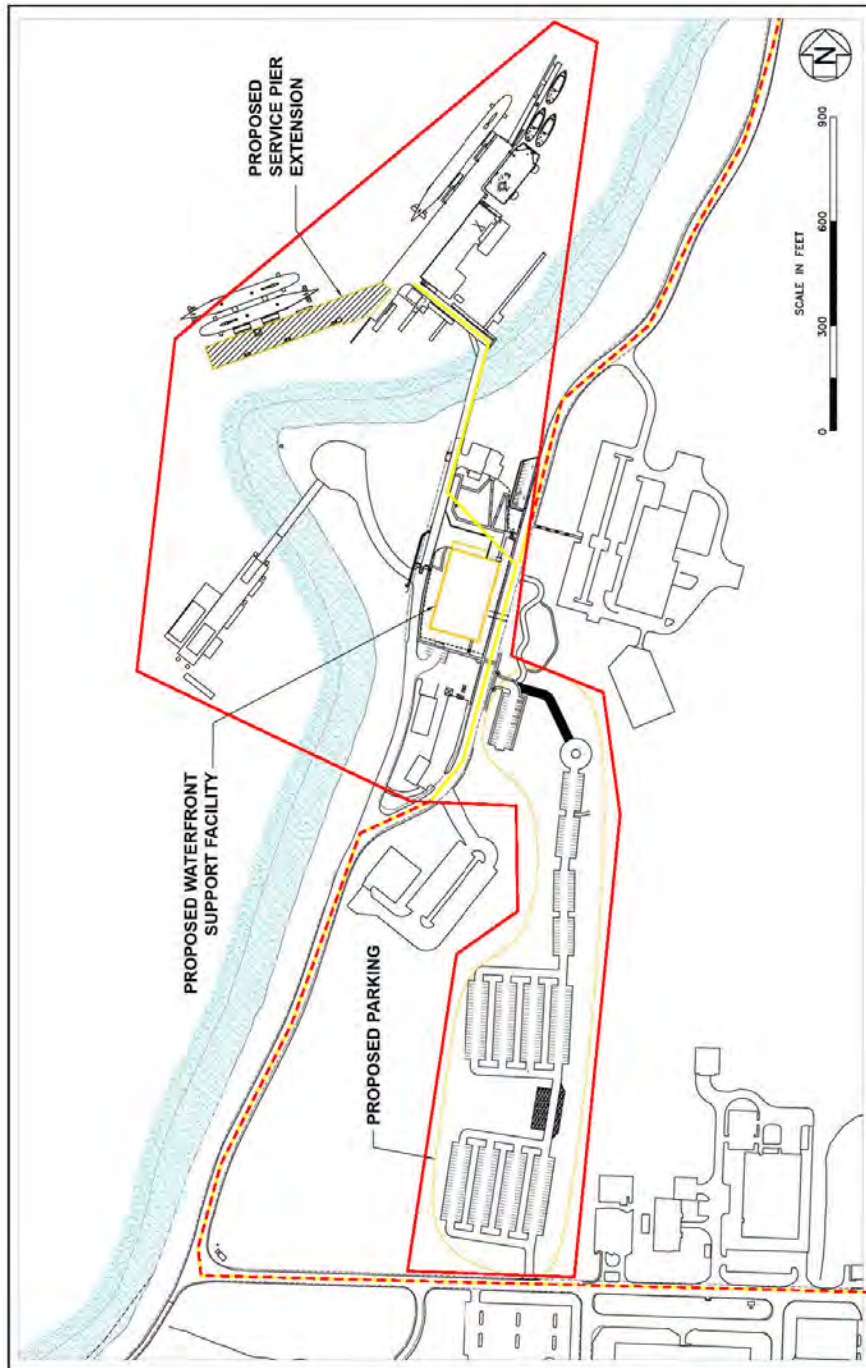 PROPOSED
SERVICE PIER
EXTENSION
N
SCALE IN FEET
0 300 600 900
PROPOSED WATERFRONT
SUPPORT FACILITY
PROPOSED PARKING